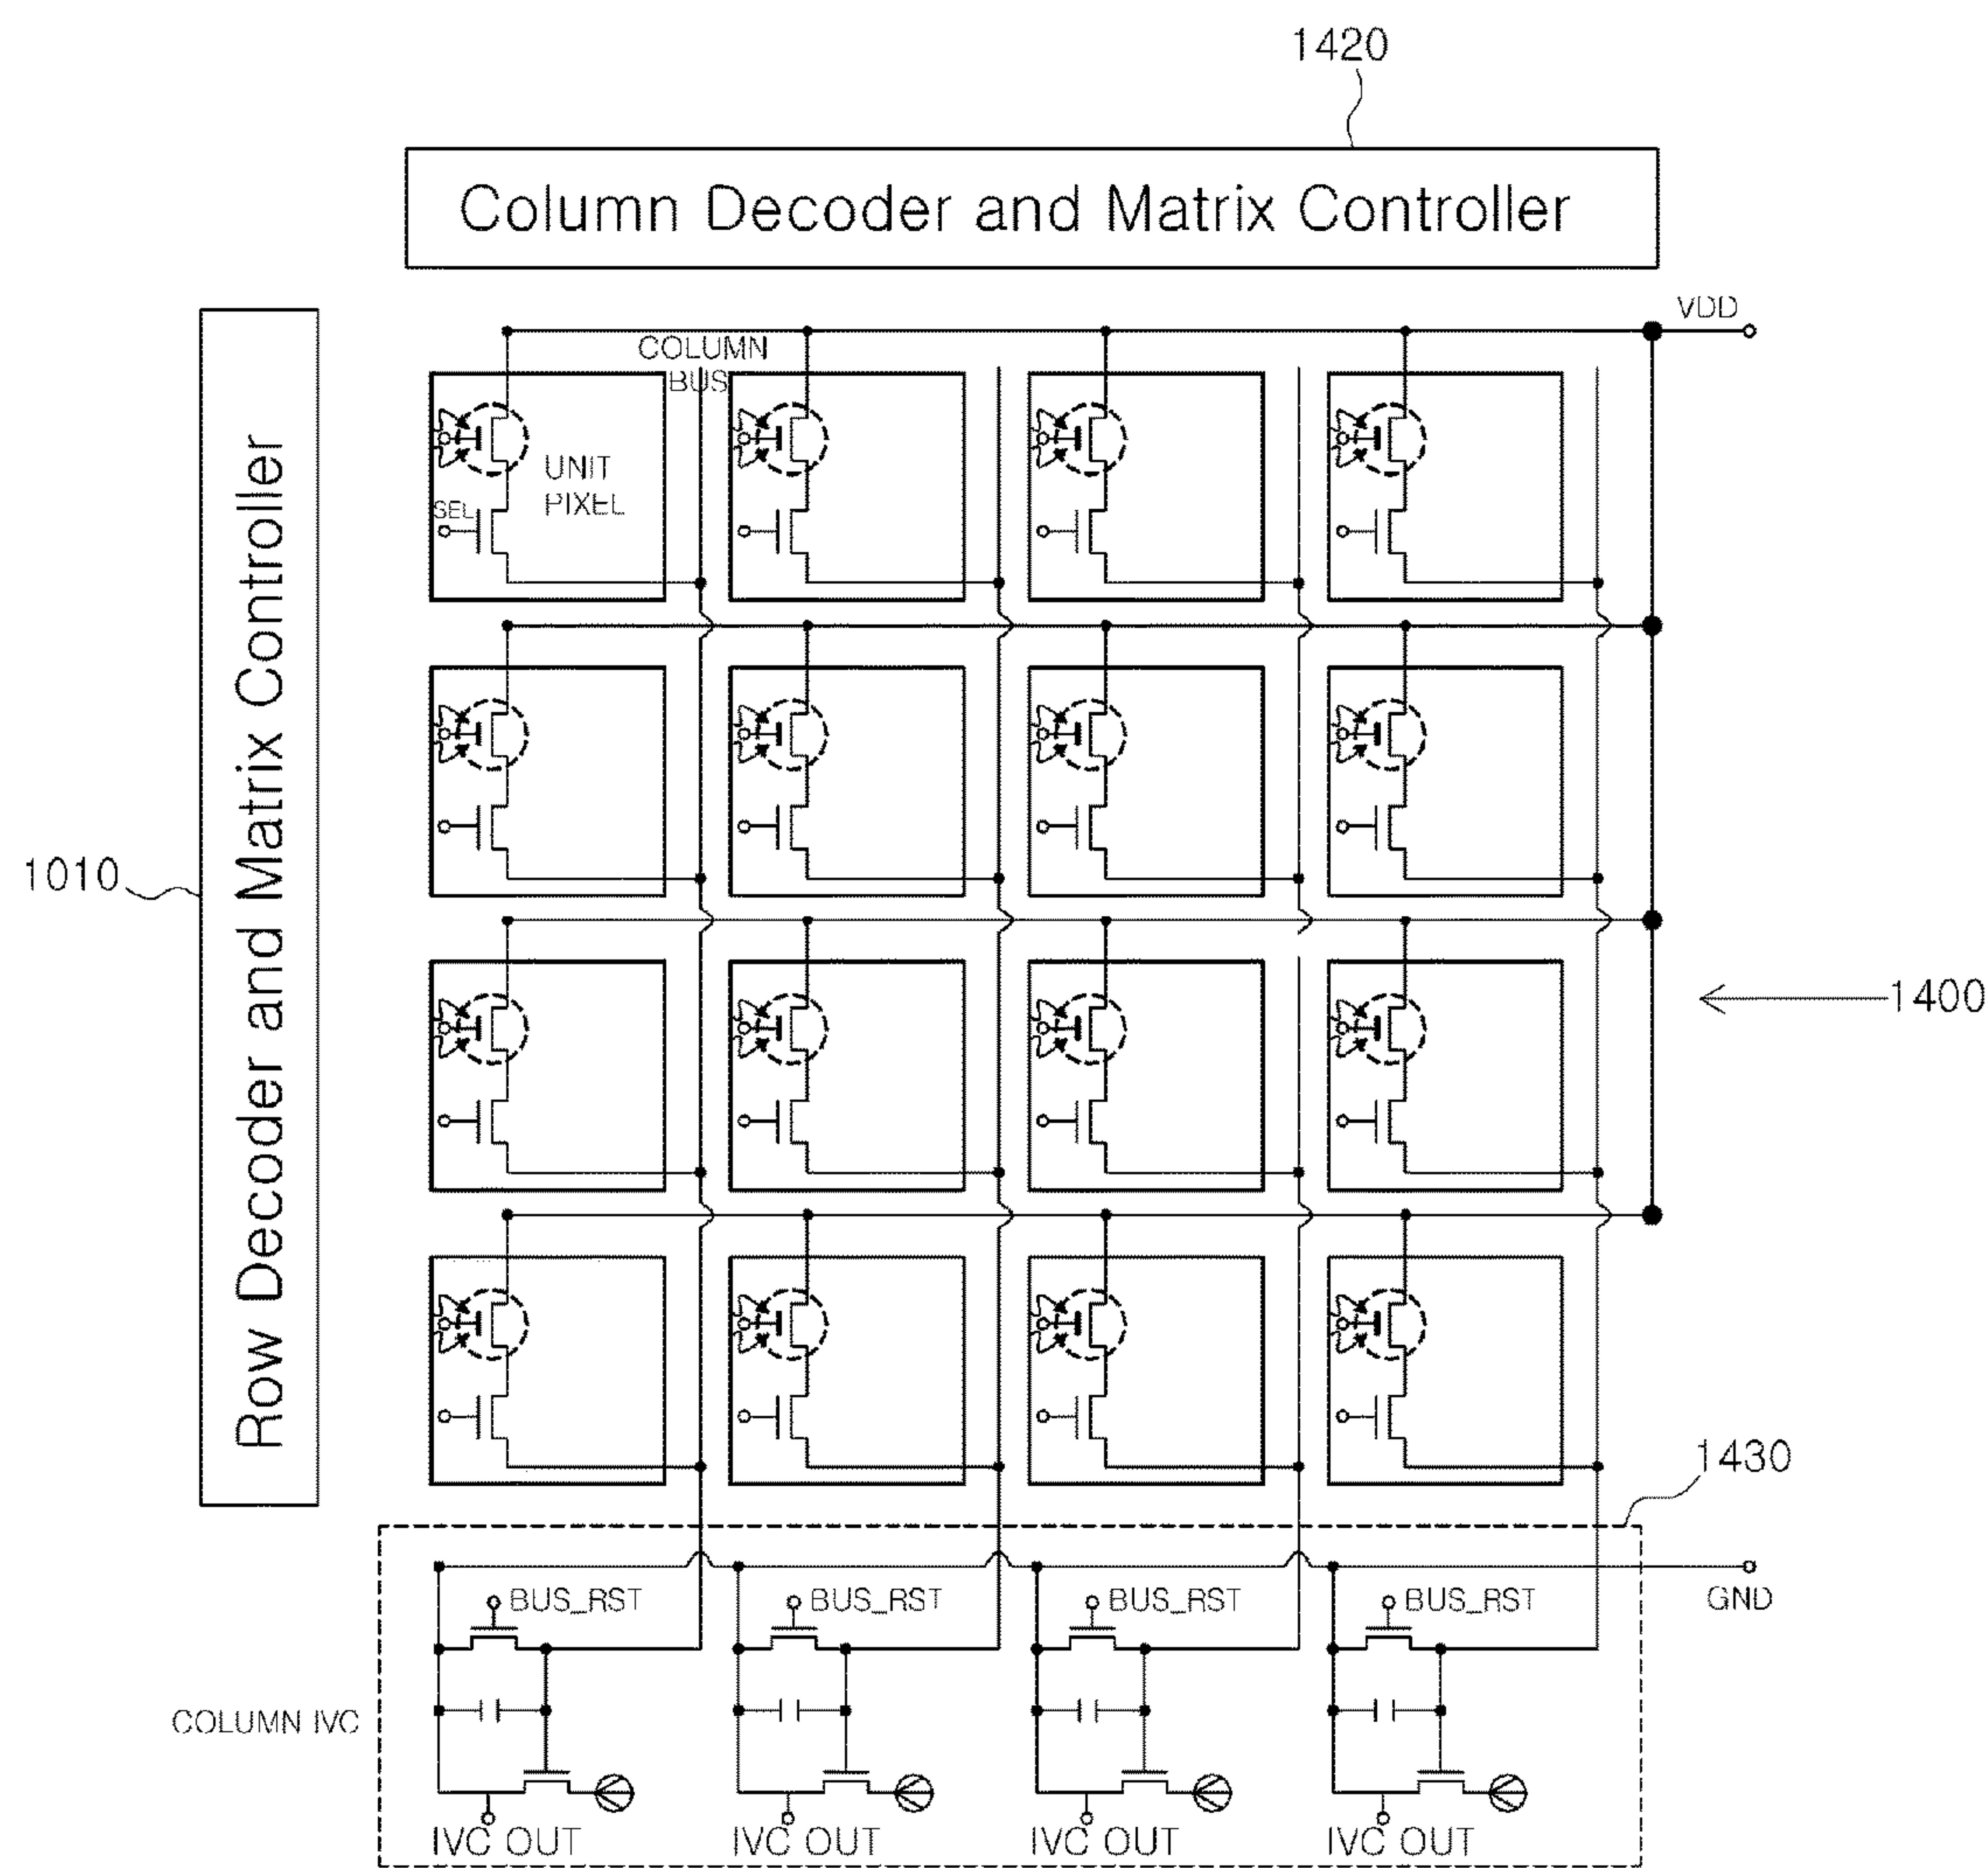 1420
Column Decoder and Matrix Controller
VDD
COLUMN
BUS
UNIT
PIXEL
SEL
Row Decoder and Matrix Controller
1010
1400
1430
GND
BUS_RST BUS_RST BUS_RST BUS_RST
COLUMN IVC
IVC OUT IVC OUT IVC OUT IVC OUT